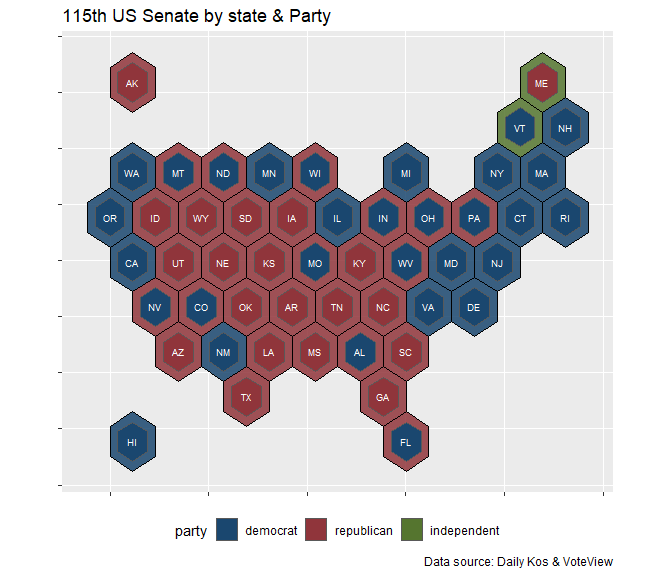 115th US Senate by state & Party
AK
ME
VT NH
WA MT ND MN WI MI NY MA
OR ID WY SD IA IL IN OH PA CT RI
CA UT NE KS MO KY WV MD NJ
NV CO OK AR TN NC VA DE
AZ NM LA MS AL SC
TX GA
HI FL
party democrat republican independent
Data source: Daily Kos & VoteView